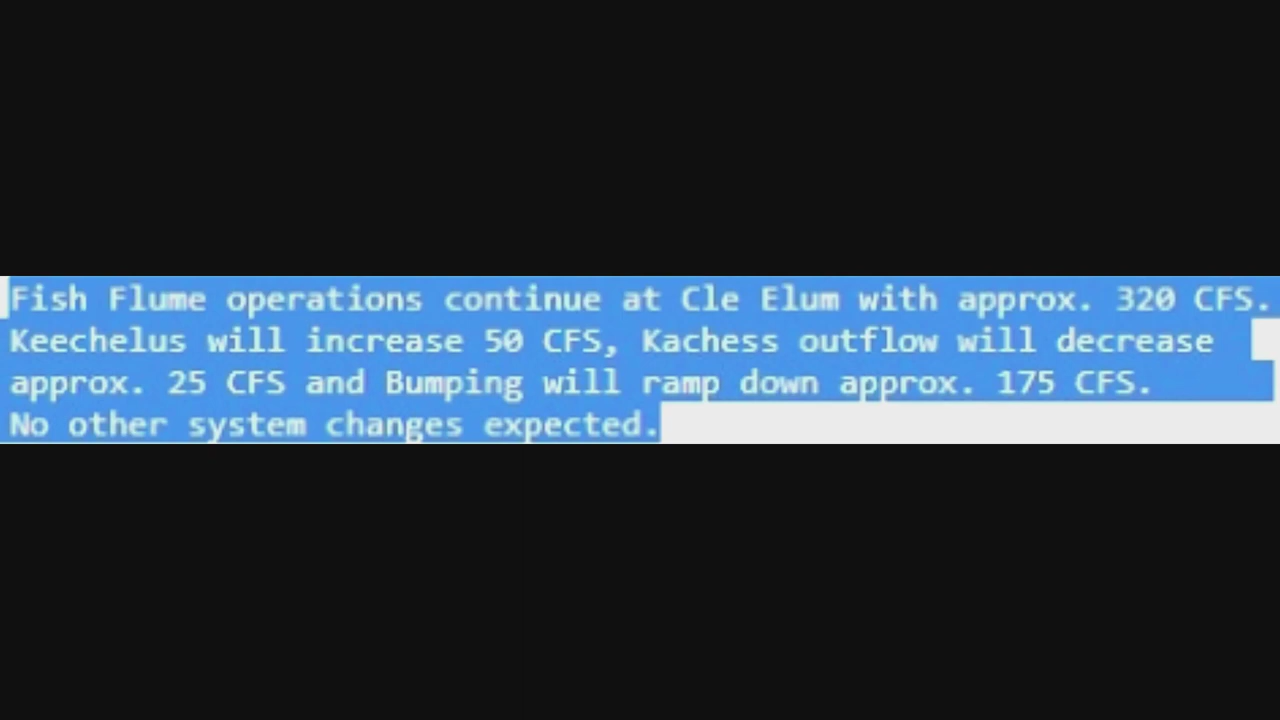 Fish Flume operations continue at Cle Elum with approx. 320 CFS.
Keechelus will increase 50 CFS, Kachess outflow will decrease
approx. 25 CFS and Bumping will ramp down approx. 175 CFS.
No other system changes expected.